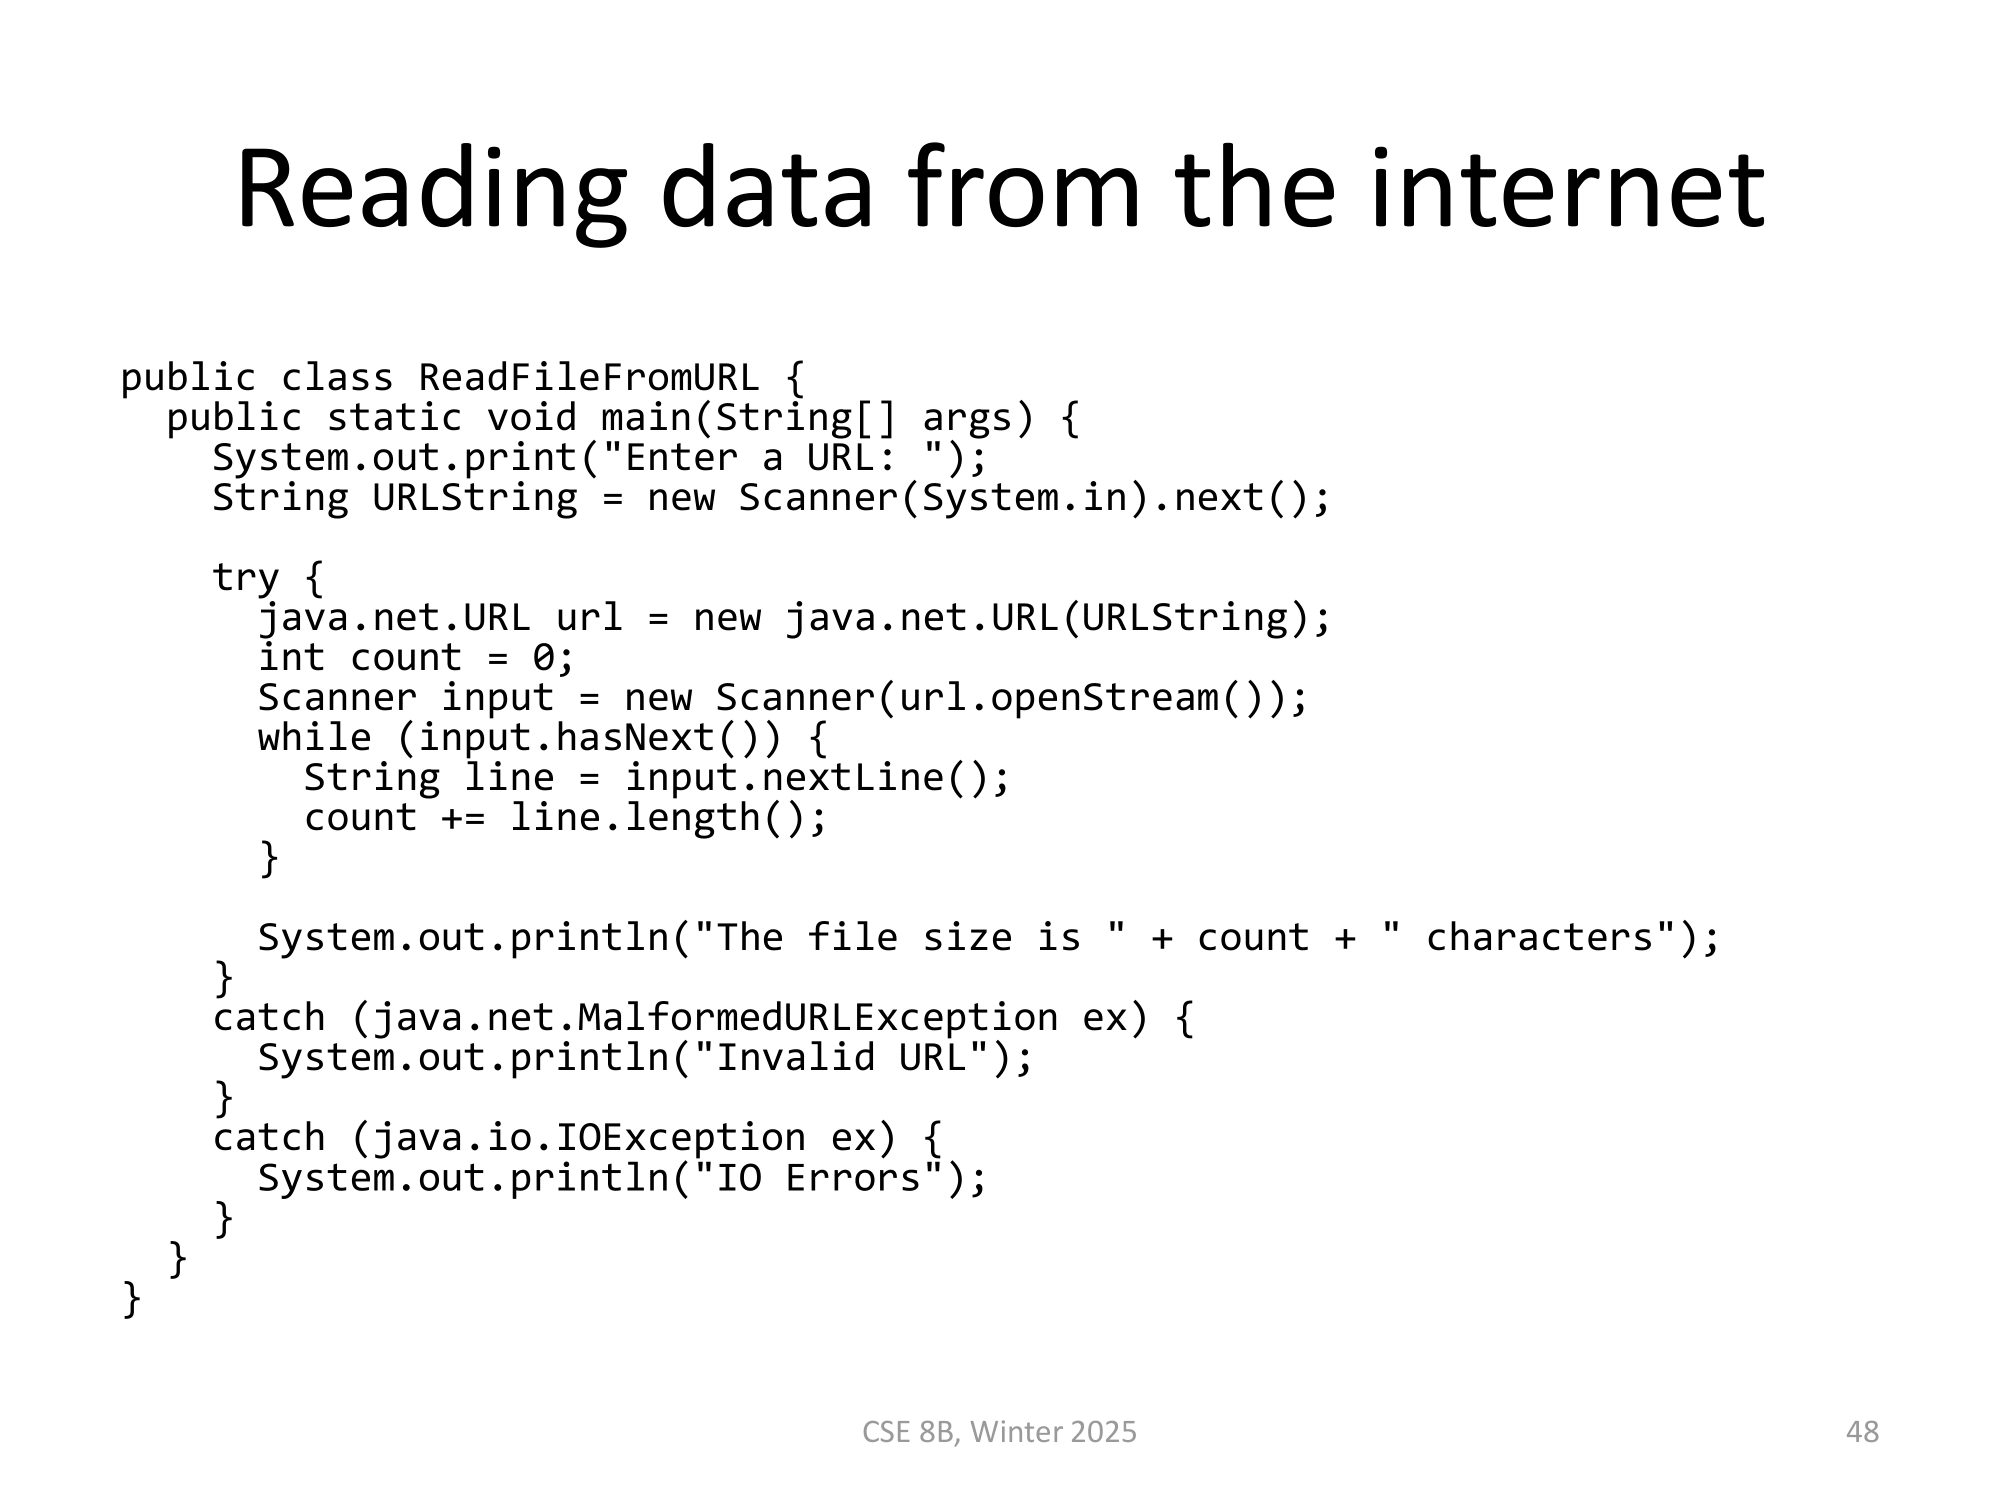 Reading data from the internet
public class ReadFileFromURL {
  public static void main(String[] args) {
    System.out.print("Enter a URL: ");
    String URLString = new Scanner(System.in).next();

    try {
      java.net.URL url = new java.net.URL(URLString);
      int count = 0;
      Scanner input = new Scanner(url.openStream());
      while (input.hasNext()) {
        String line = input.nextLine();
        count += line.length();
      }

      System.out.println("The file size is " + count + " characters");
    }
    catch (java.net.MalformedURLException ex) {
      System.out.println("Invalid URL");
    }
    catch (java.io.IOException ex) {
      System.out.println("IO Errors");
    }
  }
}
CSE 8B, Winter 2025
48